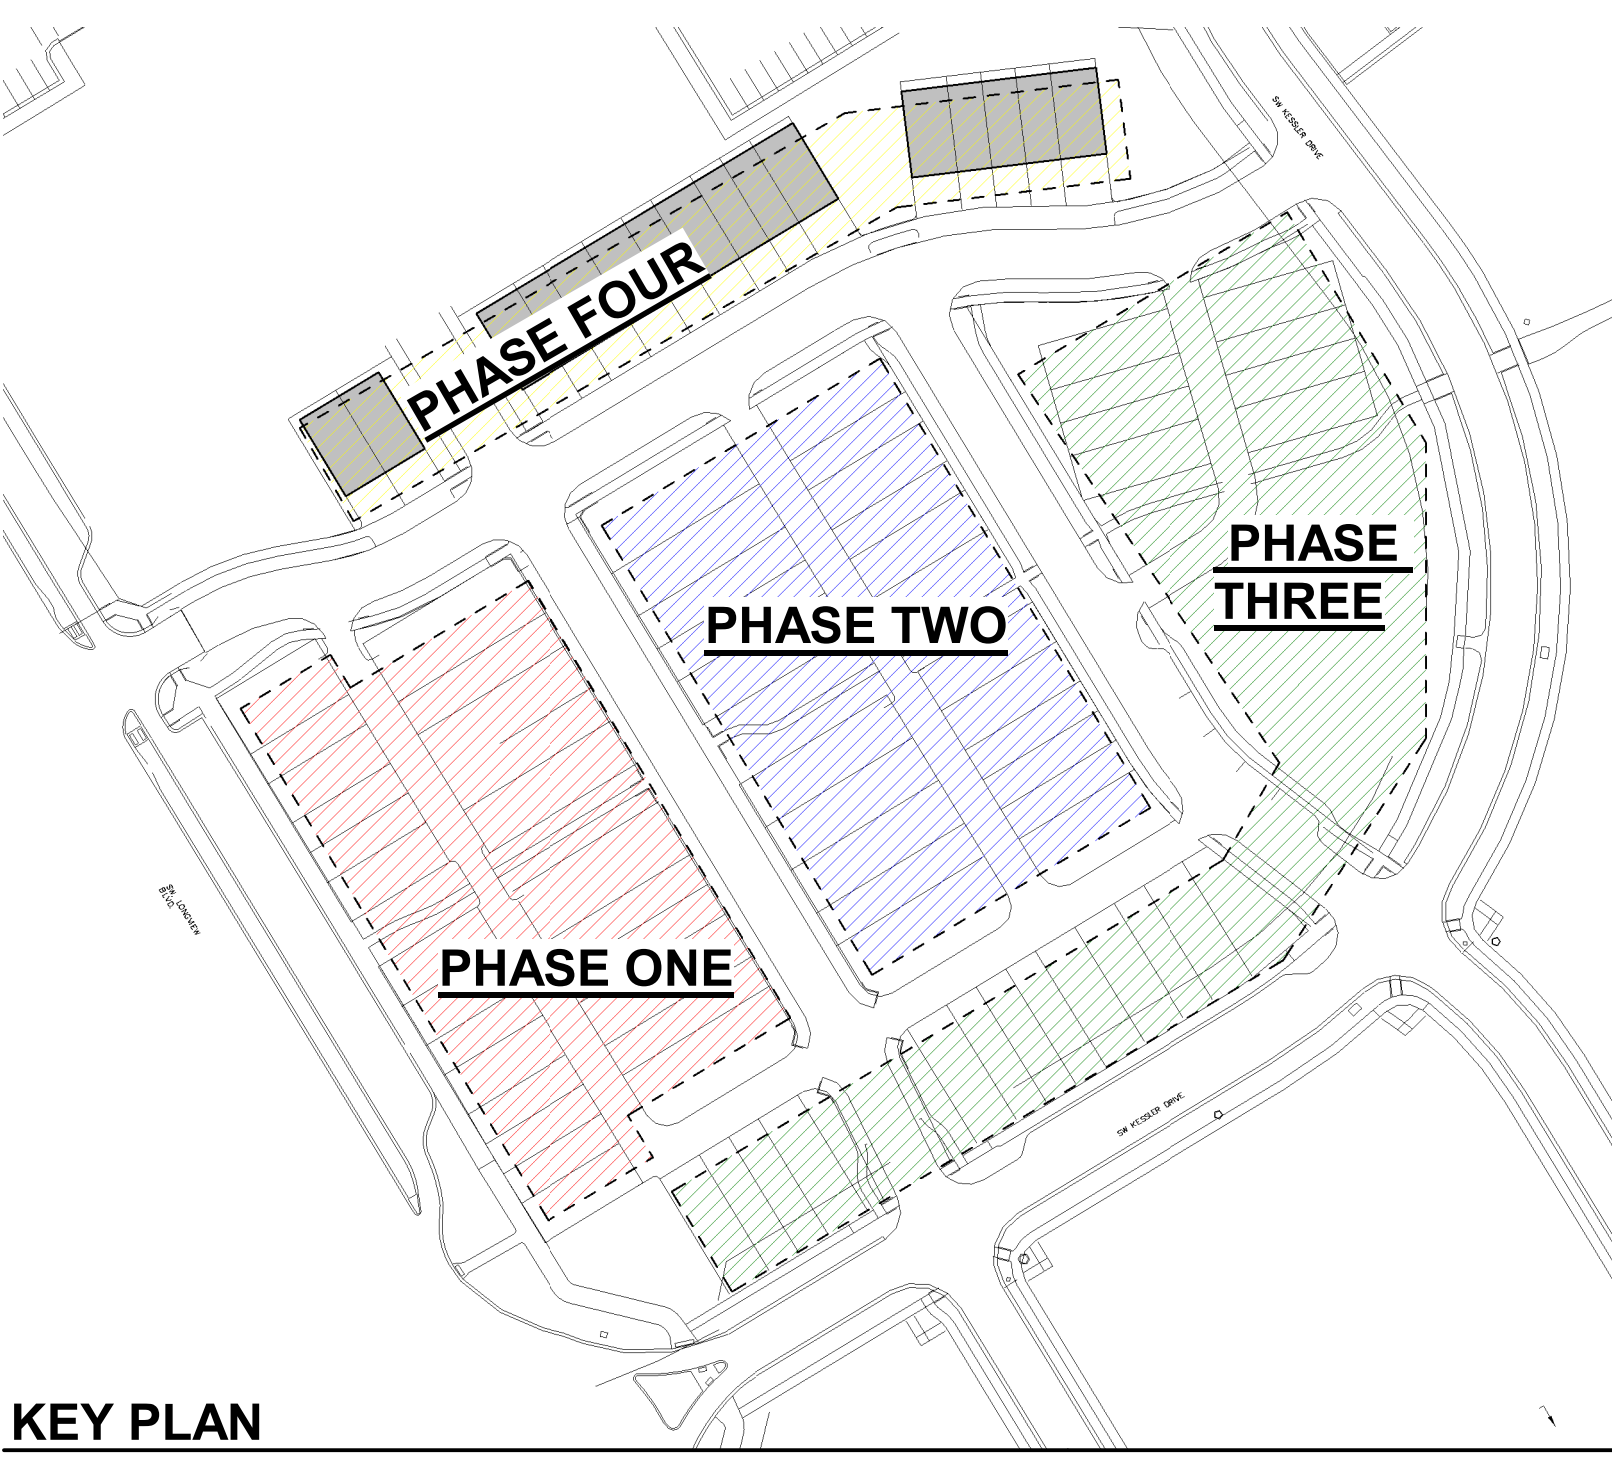 SW KESSLER DRIVE
PHASE FOUR
PHASE
THREE
PHASE TWO
SW LONGVIEW
BLVD.
PHASE ONE
SW KESSLER DRIVE
KEY PLAN